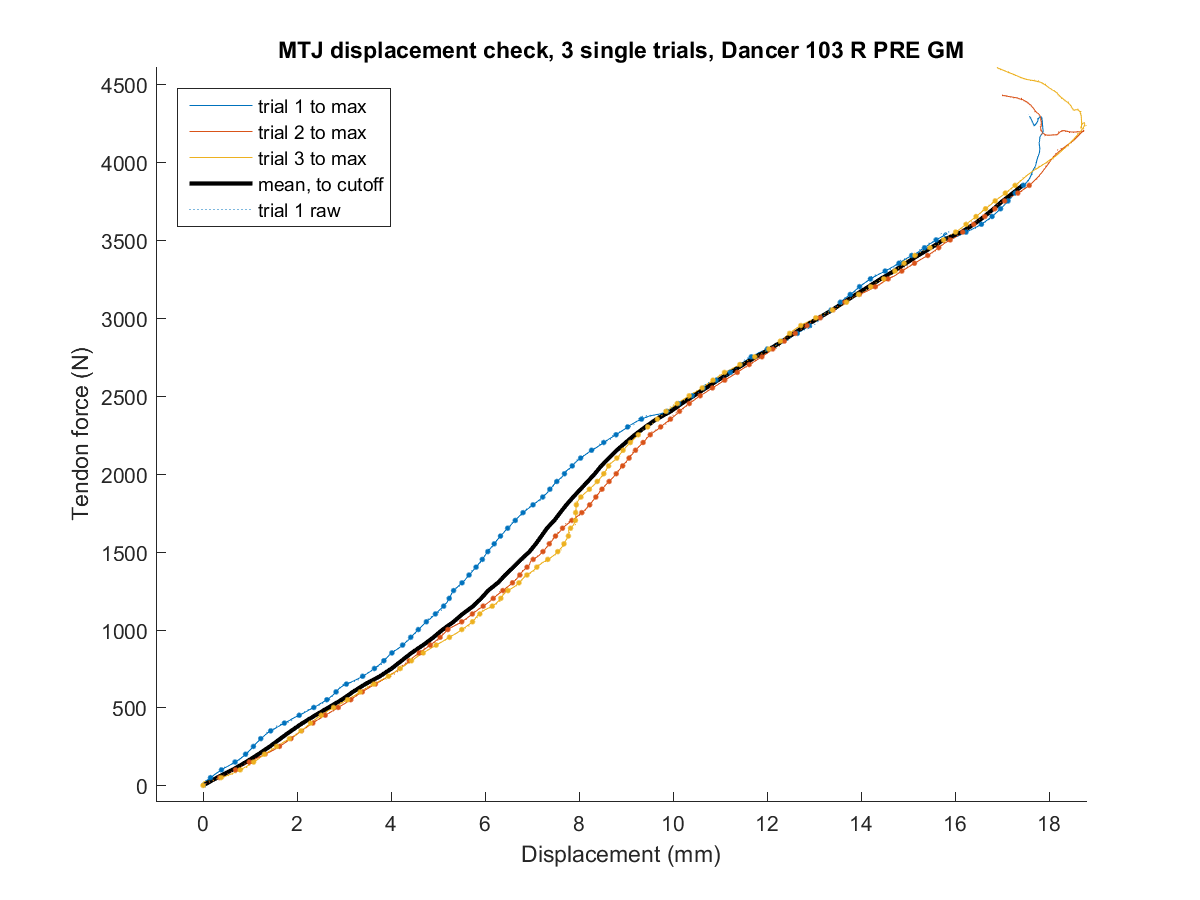 MTJ displacement check, 3 single trials, Dancer 103 R PRE GM
4500
4000
3500
3000
2500
2000
1500
1000
500
0
Tendon force (N)
trial 1 to max
trial 2 to max
trial 3 to max
mean, to cutoff
trial 1 raw
0 2 4 6 8 10 12 14 16 18
Displacement (mm)